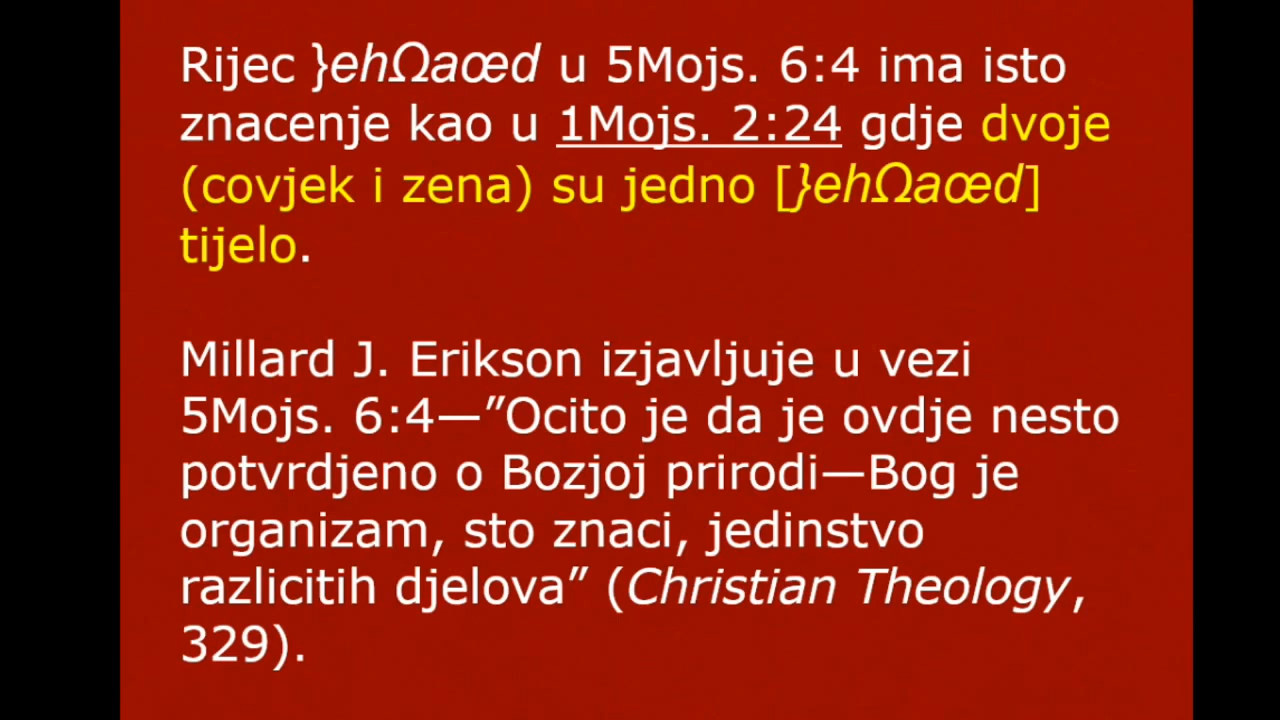 Rijec }ehΩaœd u 5Mojs. 6:4 ima isto
znacenje kao u 1Mojs. 2:24 gdje dvoje
(covjek i zena) su jedno [}ehΩaœd]
tijelo.
Millard J. Erikson izjavljuje u vezi
5Mojs. 6:4—”Ocito je da je ovdje nesto
potvrdjeno o Bozjoj prirodi—Bog je
organizam, sto znaci, jedinstvo
razlicitih djelova” (Christian Theology,
329).